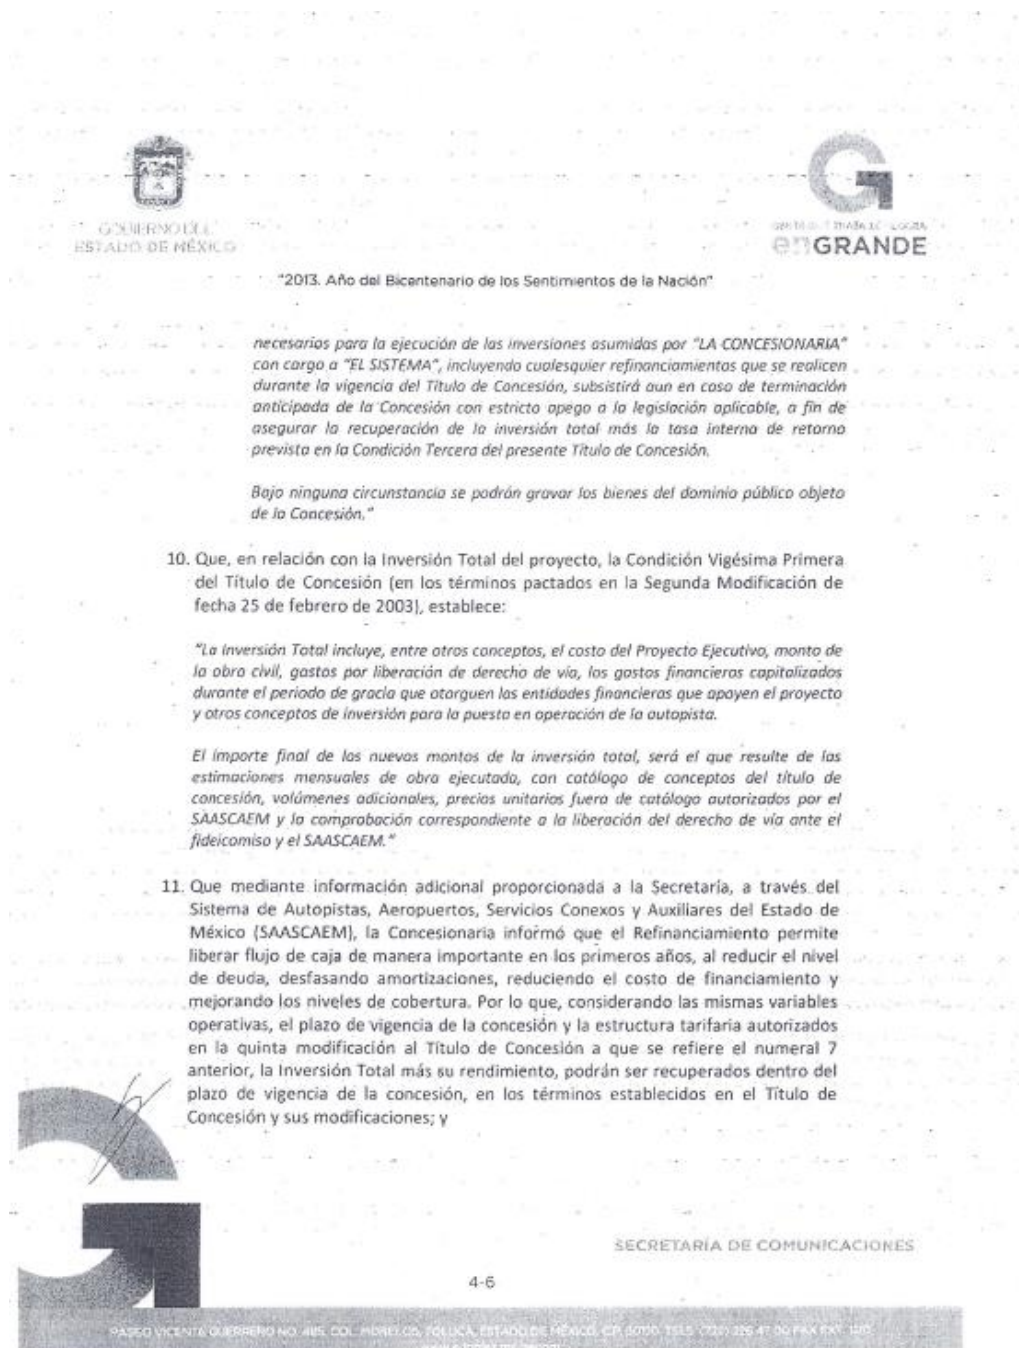 GOBIERNO DEL
ESTADO DE MÉXICO
enGRANDE
"2013. Año del Bicentenario de los Sentimientos de la Nación"
necesarios para la ejecución de las inversiones asumidas por "LA CONCESIONARIA"
con cargo a "EL SISTEMA", incluyendo cualesquier refinanciamientos que se realicen
durante la vigencia del Título de Concesión, subsistirá aun en caso de terminación
anticipada de la Concesión con estricto apego a la legislación aplicable, a fin de
asegurar la recuperación de la inversión total más la tasa interna de retorno
prevista en la Condición Tercera del presente Título de Concesión.
Bajo ninguna circunstancia se podrán gravar los bienes del dominio público objeto
de la Concesión."
10. Que, en relación con la Inversión Total del proyecto, la Condición Vigésima Primera
del Título de Concesión (en los términos pactados en la Segunda Modificación de
fecha 25 de febrero de 2003), establece:
"La Inversión Total incluye, entre otros conceptos, el costo del Proyecto Ejecutivo, monto de
la obra civil, gastos por liberación de derecho de vía, los gastos financieros capitalizados
durante el periodo de gracia que otorguen las entidades financieras que apoyen el proyecto
y otros conceptos de inversión para la puesta en operación de la autopista.
El importe final de los nuevos montos de la inversión total, será el que resulte de las
estimaciones mensuales de obra ejecutada, con catálogo de conceptos del título de
concesión, volúmenes adicionales, precios unitarios fuera de catálogo autorizados por el
SAASCAEM y la comprobación correspondiente a la liberación del derecho de vía ante el
fideicomiso y el SAASCAEM."
11. Que mediante información adicional proporcionada a la Secretaría, a través del
Sistema de Autopistas, Aeropuertos, Servicios Conexos y Auxiliares del Estado de
México (SAASCAEM), la Concesionaria informó que el Refinanciamiento permite
liberar flujo de caja de manera importante en los primeros años, al reducir el nivel
de deuda, desfasando amortizaciones, reduciendo el costo de financiamiento y
mejorando los niveles de cobertura. Por lo que, considerando las mismas variables
operativas, el plazo de vigencia de la concesión y la estructura tarifaria autorizados
en la quinta modificación al Título de Concesión a que se refiere el numeral 7
anterior, la Inversión Total más su rendimiento, podrán ser recuperados dentro del
plazo de vigencia de la concesión, en los términos establecidos en el Título de
Concesión y sus modificaciones; y
SECRETARÍA DE COMUNICACIONES
4-6
PASEO VICENTE GUERRERO NO. 485, COL. MORELOS, TOLUCA, ESTADO DE MÉXICO, CP.